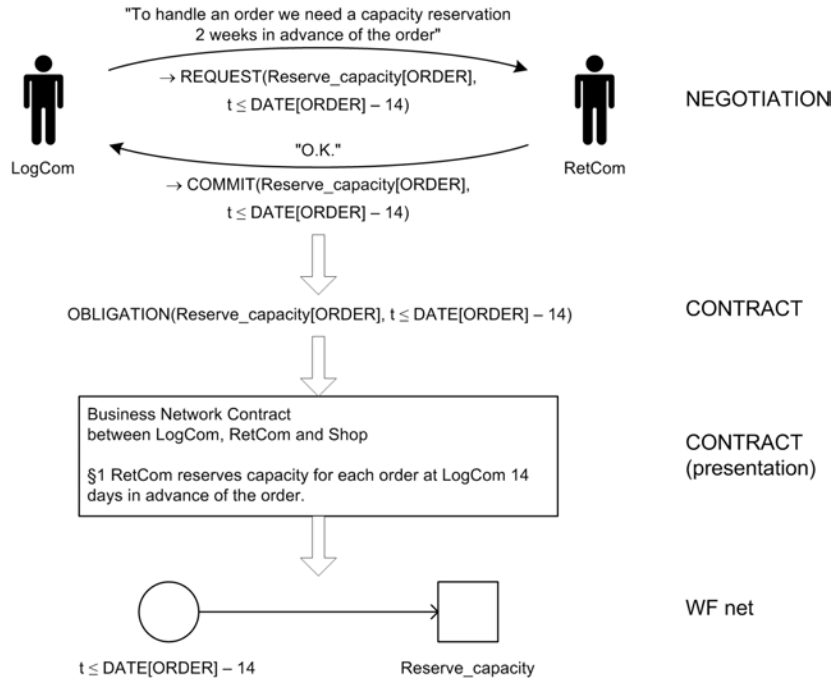 "To handle an order we need a capacity reservation
2 weeks in advance of the order"
→ REQUEST(Reserve_capacity[ORDER],
t ≤ DATE[ORDER] – 14)
NEGOTIATION
"O.K."
LogCom
RetCom
→ COMMIT(Reserve_capacity[ORDER],
t ≤ DATE[ORDER] – 14)
OBLIGATION(Reserve_capacity[ORDER], t ≤ DATE[ORDER] – 14)
CONTRACT
Business Network Contract
between LogCom, RetCom and Shop
§1 RetCom reserves capacity for each order at LogCom 14
days in advance of the order.
CONTRACT
(presentation)
WF net
t ≤ DATE[ORDER] – 14
Reserve_capacity